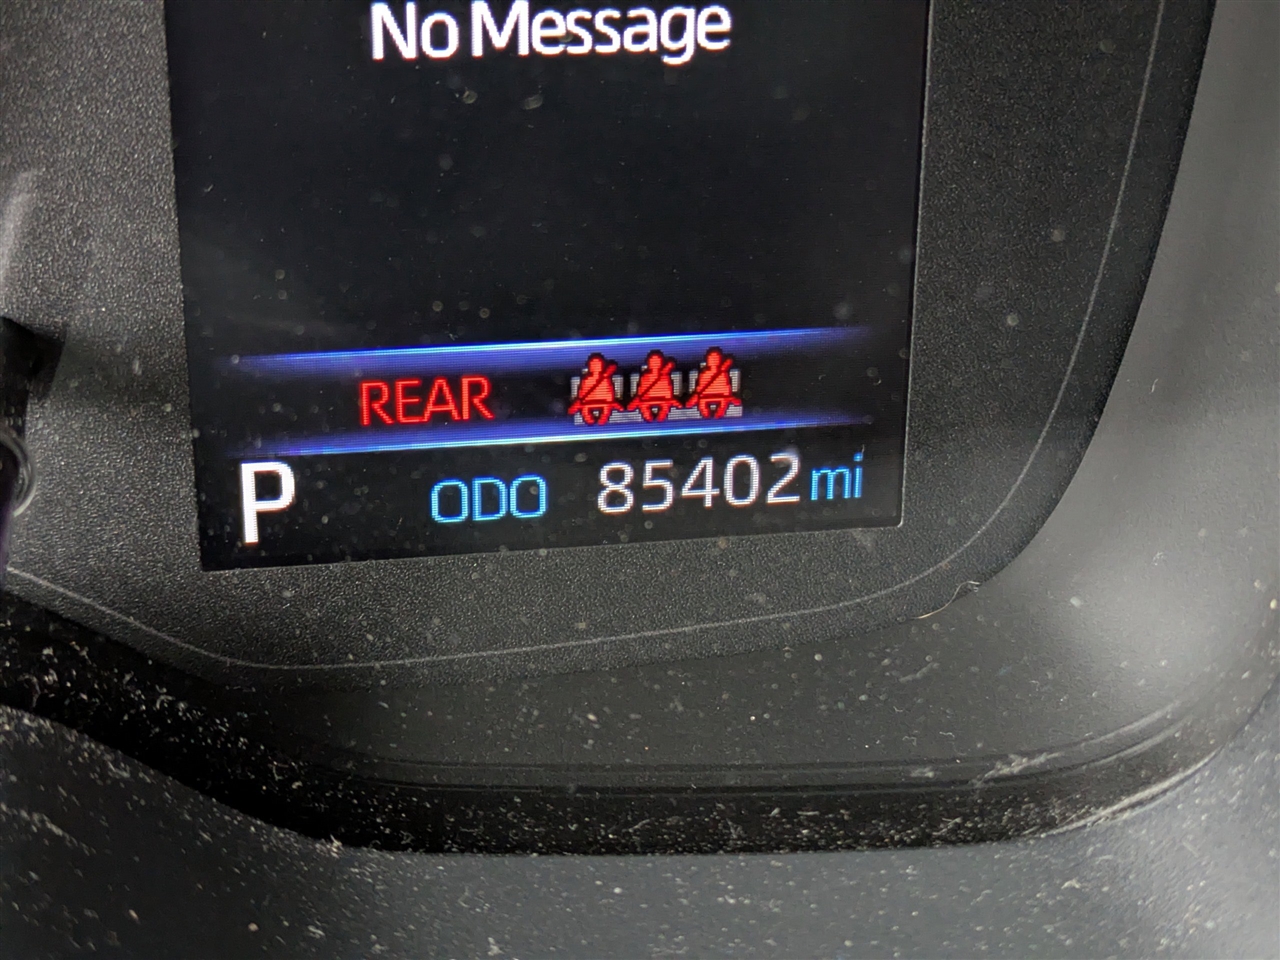 No Message
REAR
P ODO 85402 mi